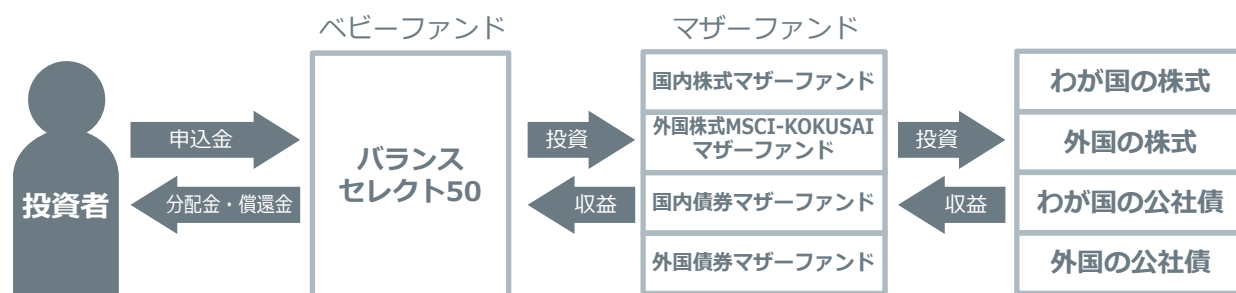 ベビーファンド
マザーファンド
投資者
申込金
分配金・償還金
バランス
セレクト50
投資
収益
国内株式マザーファンド
外国株式MSCI-KOKUSAI
マザーファンド
国内債券マザーファンド
外国債券マザーファンド
投資
収益
わが国の株式
外国の株式
わが国の公社債
外国の公社債